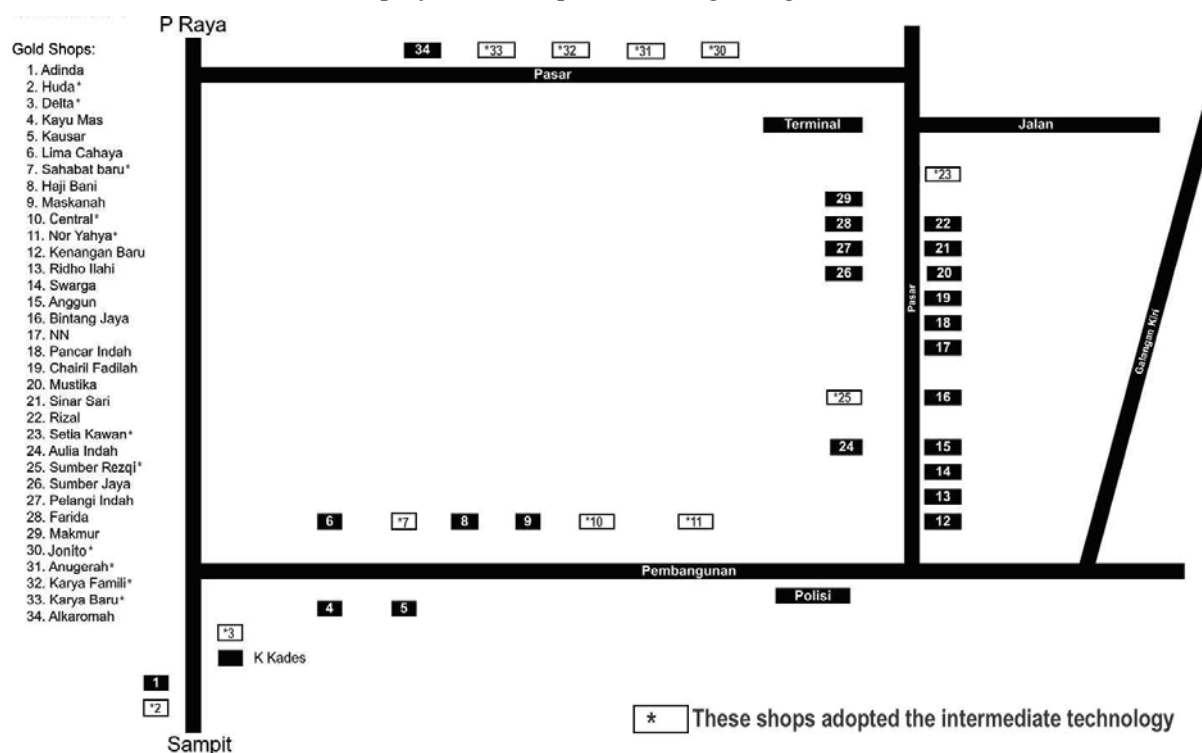 P Raya
Gold Shops:
1. Adinda
2. Huda*
3. Delta*
4. Kayu Mas
5. Kausar
6. Lima Cahaya
7. Sahabat baru*
8. Haji Bani
9. Maskanah
10. Central*
11. Nor Yahya*
12. Kenangan Baru
13. Ridho Ilahi
14. Swarga
15. Anggun
16. Bintang Jaya
17. NN
18. Pancar Indah
19. Chairil Fadilah
20. Mustika
21. Sinar Sari
22. Rizal
23. Setia Kawan*
24. Aulia Indah
25. Sumber Rezqi*
26. Sumber Jaya
27. Pelangi Indah
28. Farida
29. Makmur
30. Jonito*
31. Anugerah*
32. Karya Famili*
33. Karya Baru*
34. Alkaromah
34 *33 *32 *31 *30
Pasar
Terminal
Jalan
*23
29
28 22
27 21
26 20
19
18
17
Pasar
Galangan Kiri
*25 16
24 15
14
13
6 *7 8 9 *10 *11 12
Pembangunan
Polisi
4 5
*3
K Kades
1
*2
Sampit
* These shops adopted the intermediate technology